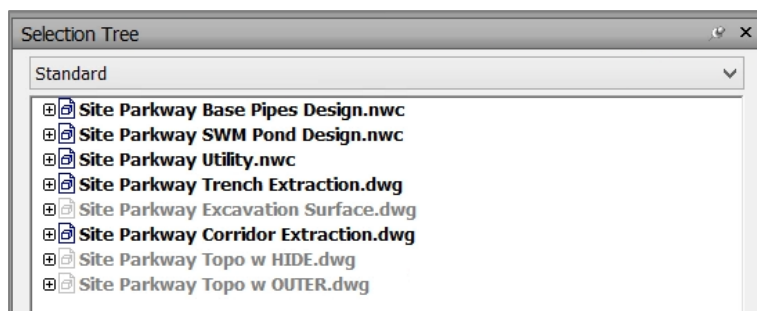 Selection Tree
Standard
Site Parkway Base Pipes Design.nwc
Site Parkway SWM Pond Design.nwc
Site Parkway Utility.nwc
Site Parkway Trench Extraction.dwg
Site Parkway Excavation Surface.dwg
Site Parkway Corridor Extraction.dwg
Site Parkway Topo w HIDE.dwg
Site Parkway Topo w OUTER.dwg